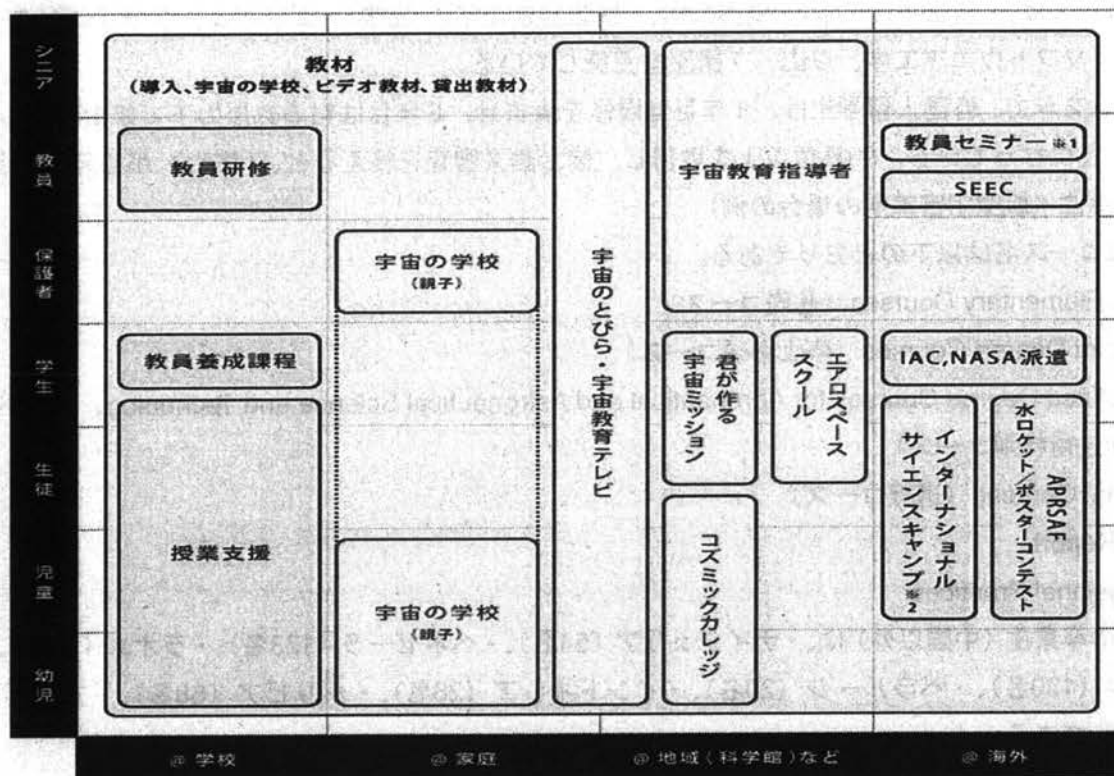 シニア
教員
保護者
学生
生徒
児童
幼児
教材
(導入、宇宙の学校、ビデオ教材、貸出教材)
教員研修
教員養成課程
授業支援
宇宙の学校
(親子)
宇宙の学校
(親子)
宇宙のとびら・宇宙教育テレビ
宇宙教育指導者
君が作る
宇宙ミッション
エアロスペース
スクール
コズミックカレッジ
教員セミナー※1
SEEC
IAC,NASA派遣
インターナショナル
サイエンスキャンプ※2
APRSAF
水ロケット/ポスターコンテスト
@ 学校
@ 家庭
@ 地域(科学館)など
@ 海外